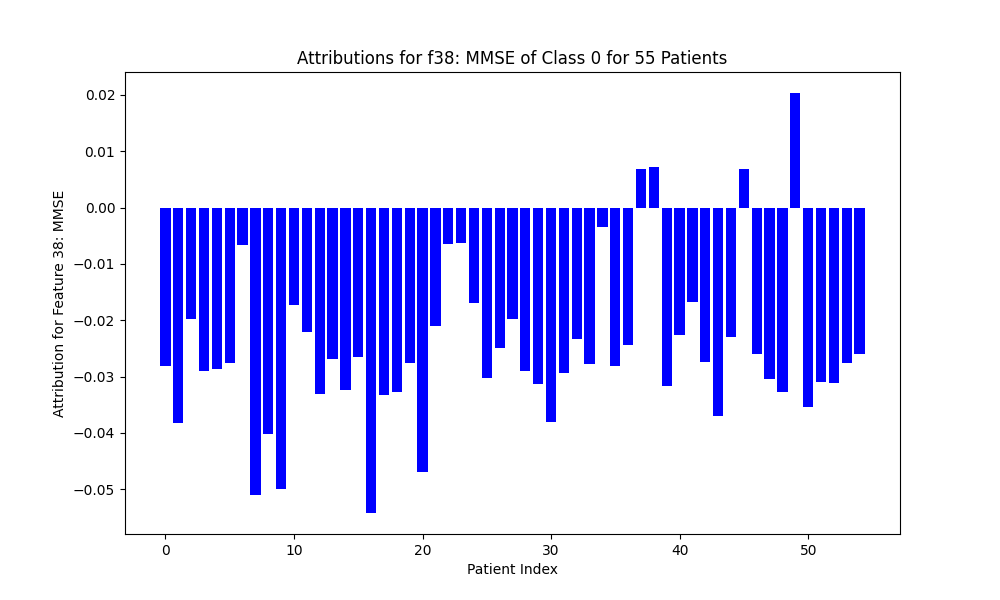 Attributions for f38: MMSE of Class 0 for 55 Patients
Attribution for Feature 38: MMSE
0.02
0.01
0.00
−0.01
−0.02
−0.03
−0.04
−0.05
0 10 20 30 40 50
Patient Index